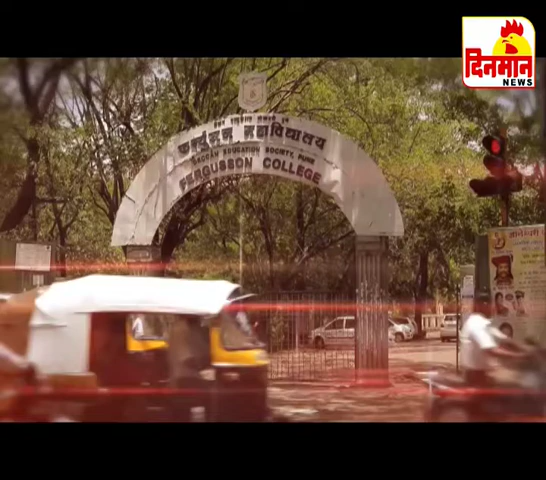 दिनमान
NEWS
फर्ग्युसन महाविद्यालय
DECCAN EDUCATION SOCIETY, PUNE
FERGUSSON COLLEGE